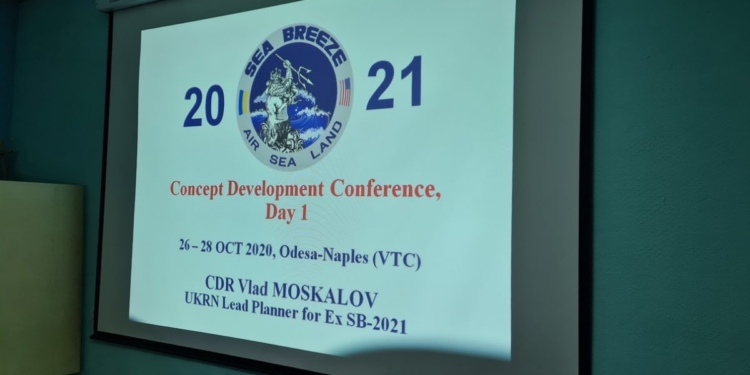 SEA BREEZE
20 21
AIR SEA LAND
Concept Development Conference,
Day 1
26 – 28 OCT 2020, Odesa-Naples (VTC)
CDR Vlad MOSKALOV
UKRN Lead Planner for Ex SB-2021